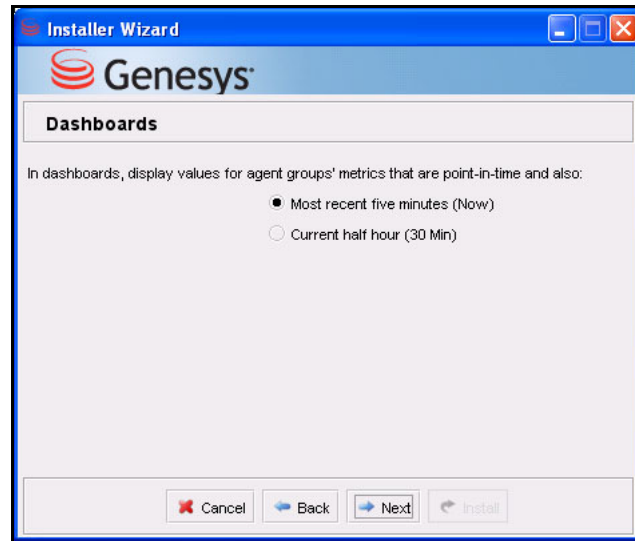 Installer Wizard
Genesys
Dashboards
In dashboards, display values for agent groups' metrics that are point-in-time and also:
Most recent five minutes (Now)
Current half hour (30 Min)
Cancel
Back
Next
Install